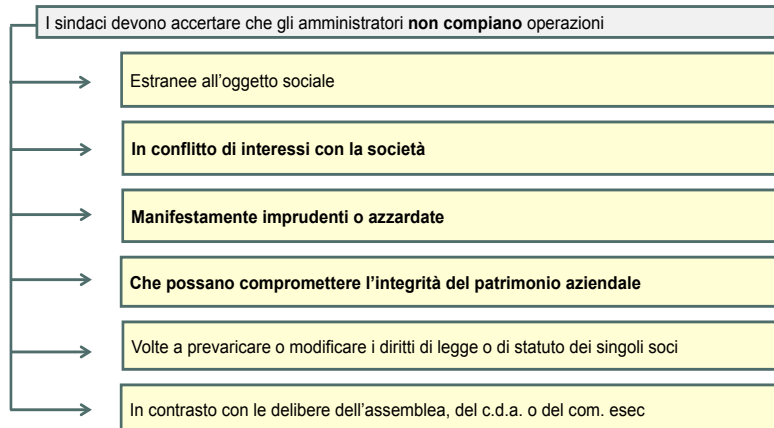 I sindaci devono accertare che gli amministratori non compiano operazioni
Estranee all'oggetto sociale
In conflitto di interessi con la società
Manifestamente imprudenti o azzardate
Che possano compromettere l'integrità del patrimonio aziendale
Volte a prevaricare o modificare i diritti di legge o di statuto dei singoli soci
In contrasto con le delibere dell'assemblea, del c.d.a. o del com. esec